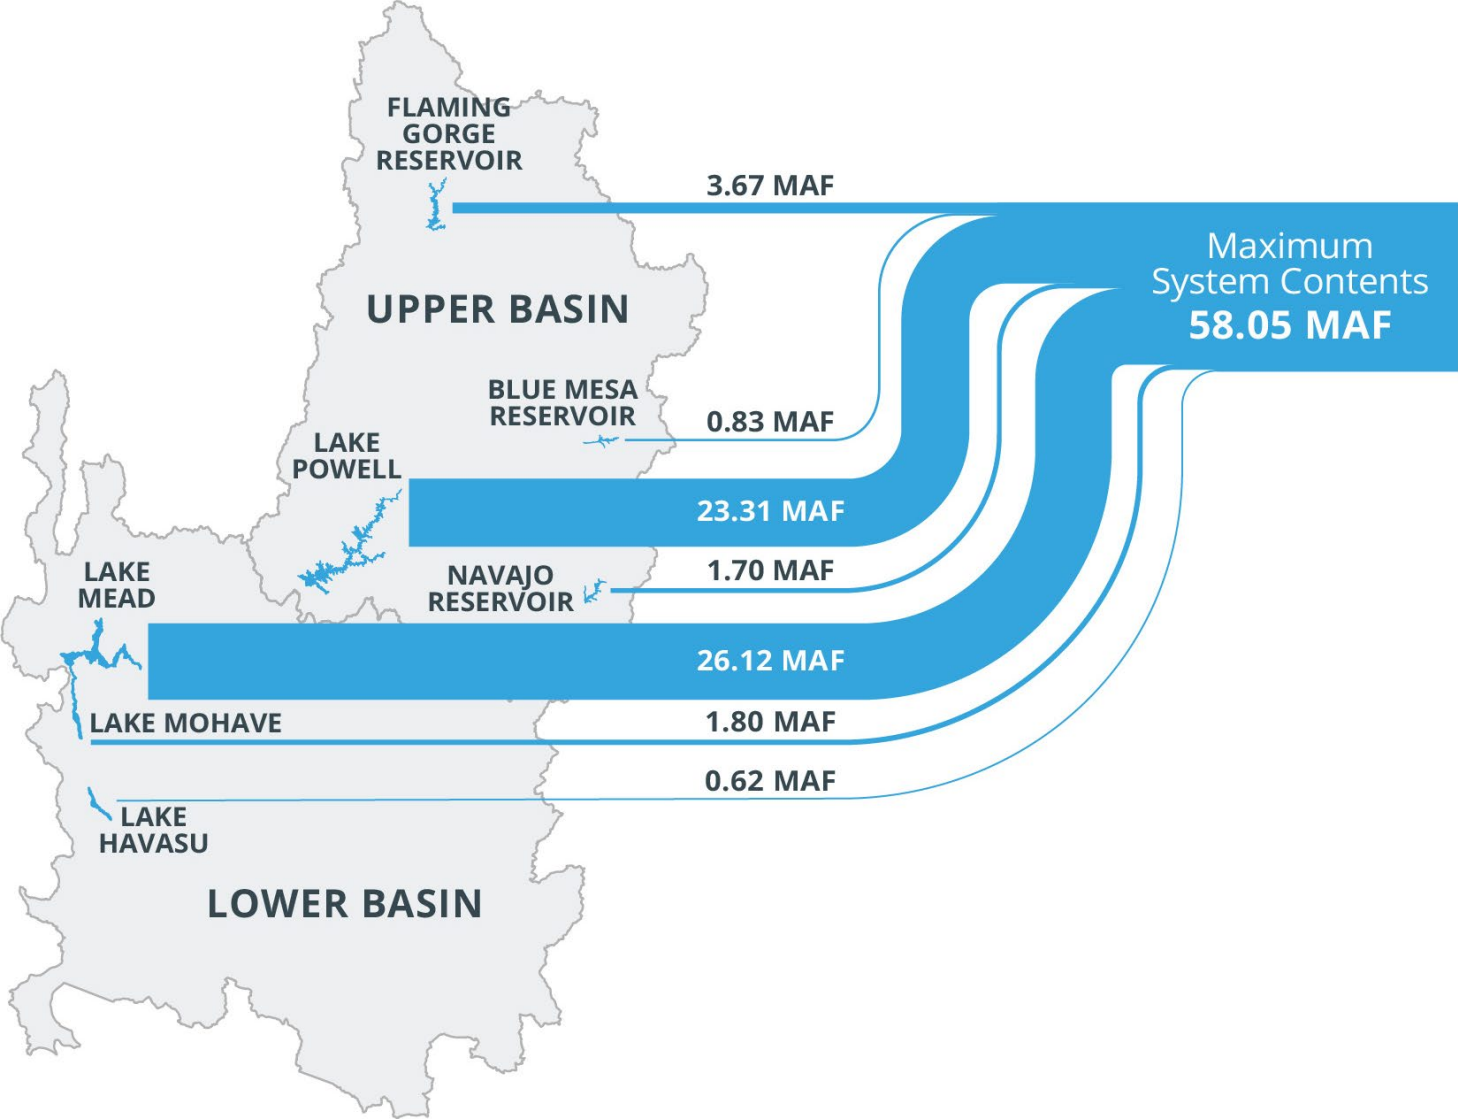 FLAMING
GORGE
RESERVOIR
3.67 MAF
Maximum
System Contents
58.05 MAF
UPPER BASIN
BLUE MESA
RESERVOIR
0.83 MAF
LAKE
POWELL
23.31 MAF
NAVAJO
RESERVOIR
1.70 MAF
LAKE
MEAD
26.12 MAF
LAKE MOHAVE
1.80 MAF
0.62 MAF
LAKE
HAVASU
LOWER BASIN